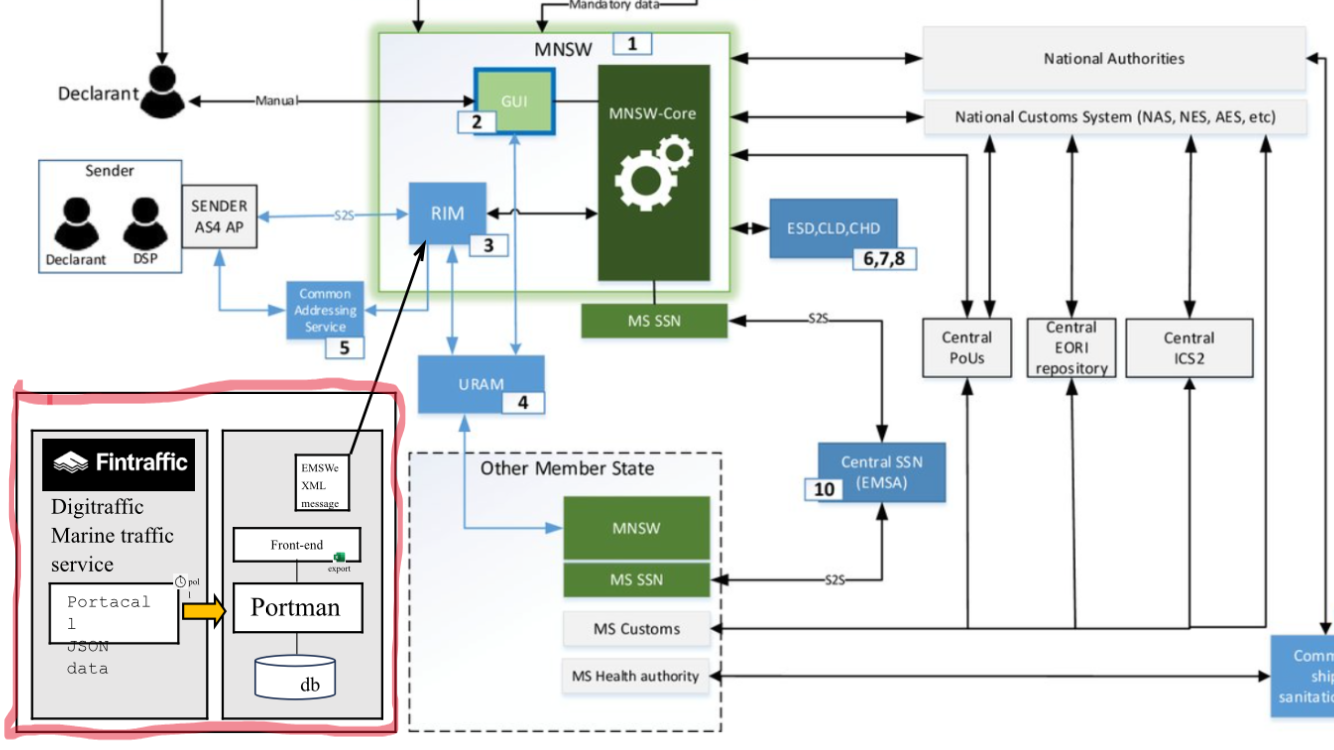 Mandatory data
MNSW
1
National Authorities
Declarant
Manual
GUI
2
MNSW-Core
National Customs System (NAS, NES, AES, etc)
Sender
Declarant
DSP
SENDER
AS4 AP
S2S
RIM
3
ESD,CLD,CHD
6,7,8
Common
Addressing
Service
5
MS SSN
S2S
Central
PoUs
Central
EORI
repository
Central
ICS2
URAM
4
Fintraffic
Digitraffic
Marine traffic
service
Portacal
l
JSON
data
pol
l
EMSWe
XML
message
Front-end
export
Portman
db
Other Member State
MNSW
MS SSN
S2S
MS Customs
MS Health authority
Central SSN
(EMSA)
10
Comm
ship
sanitatio